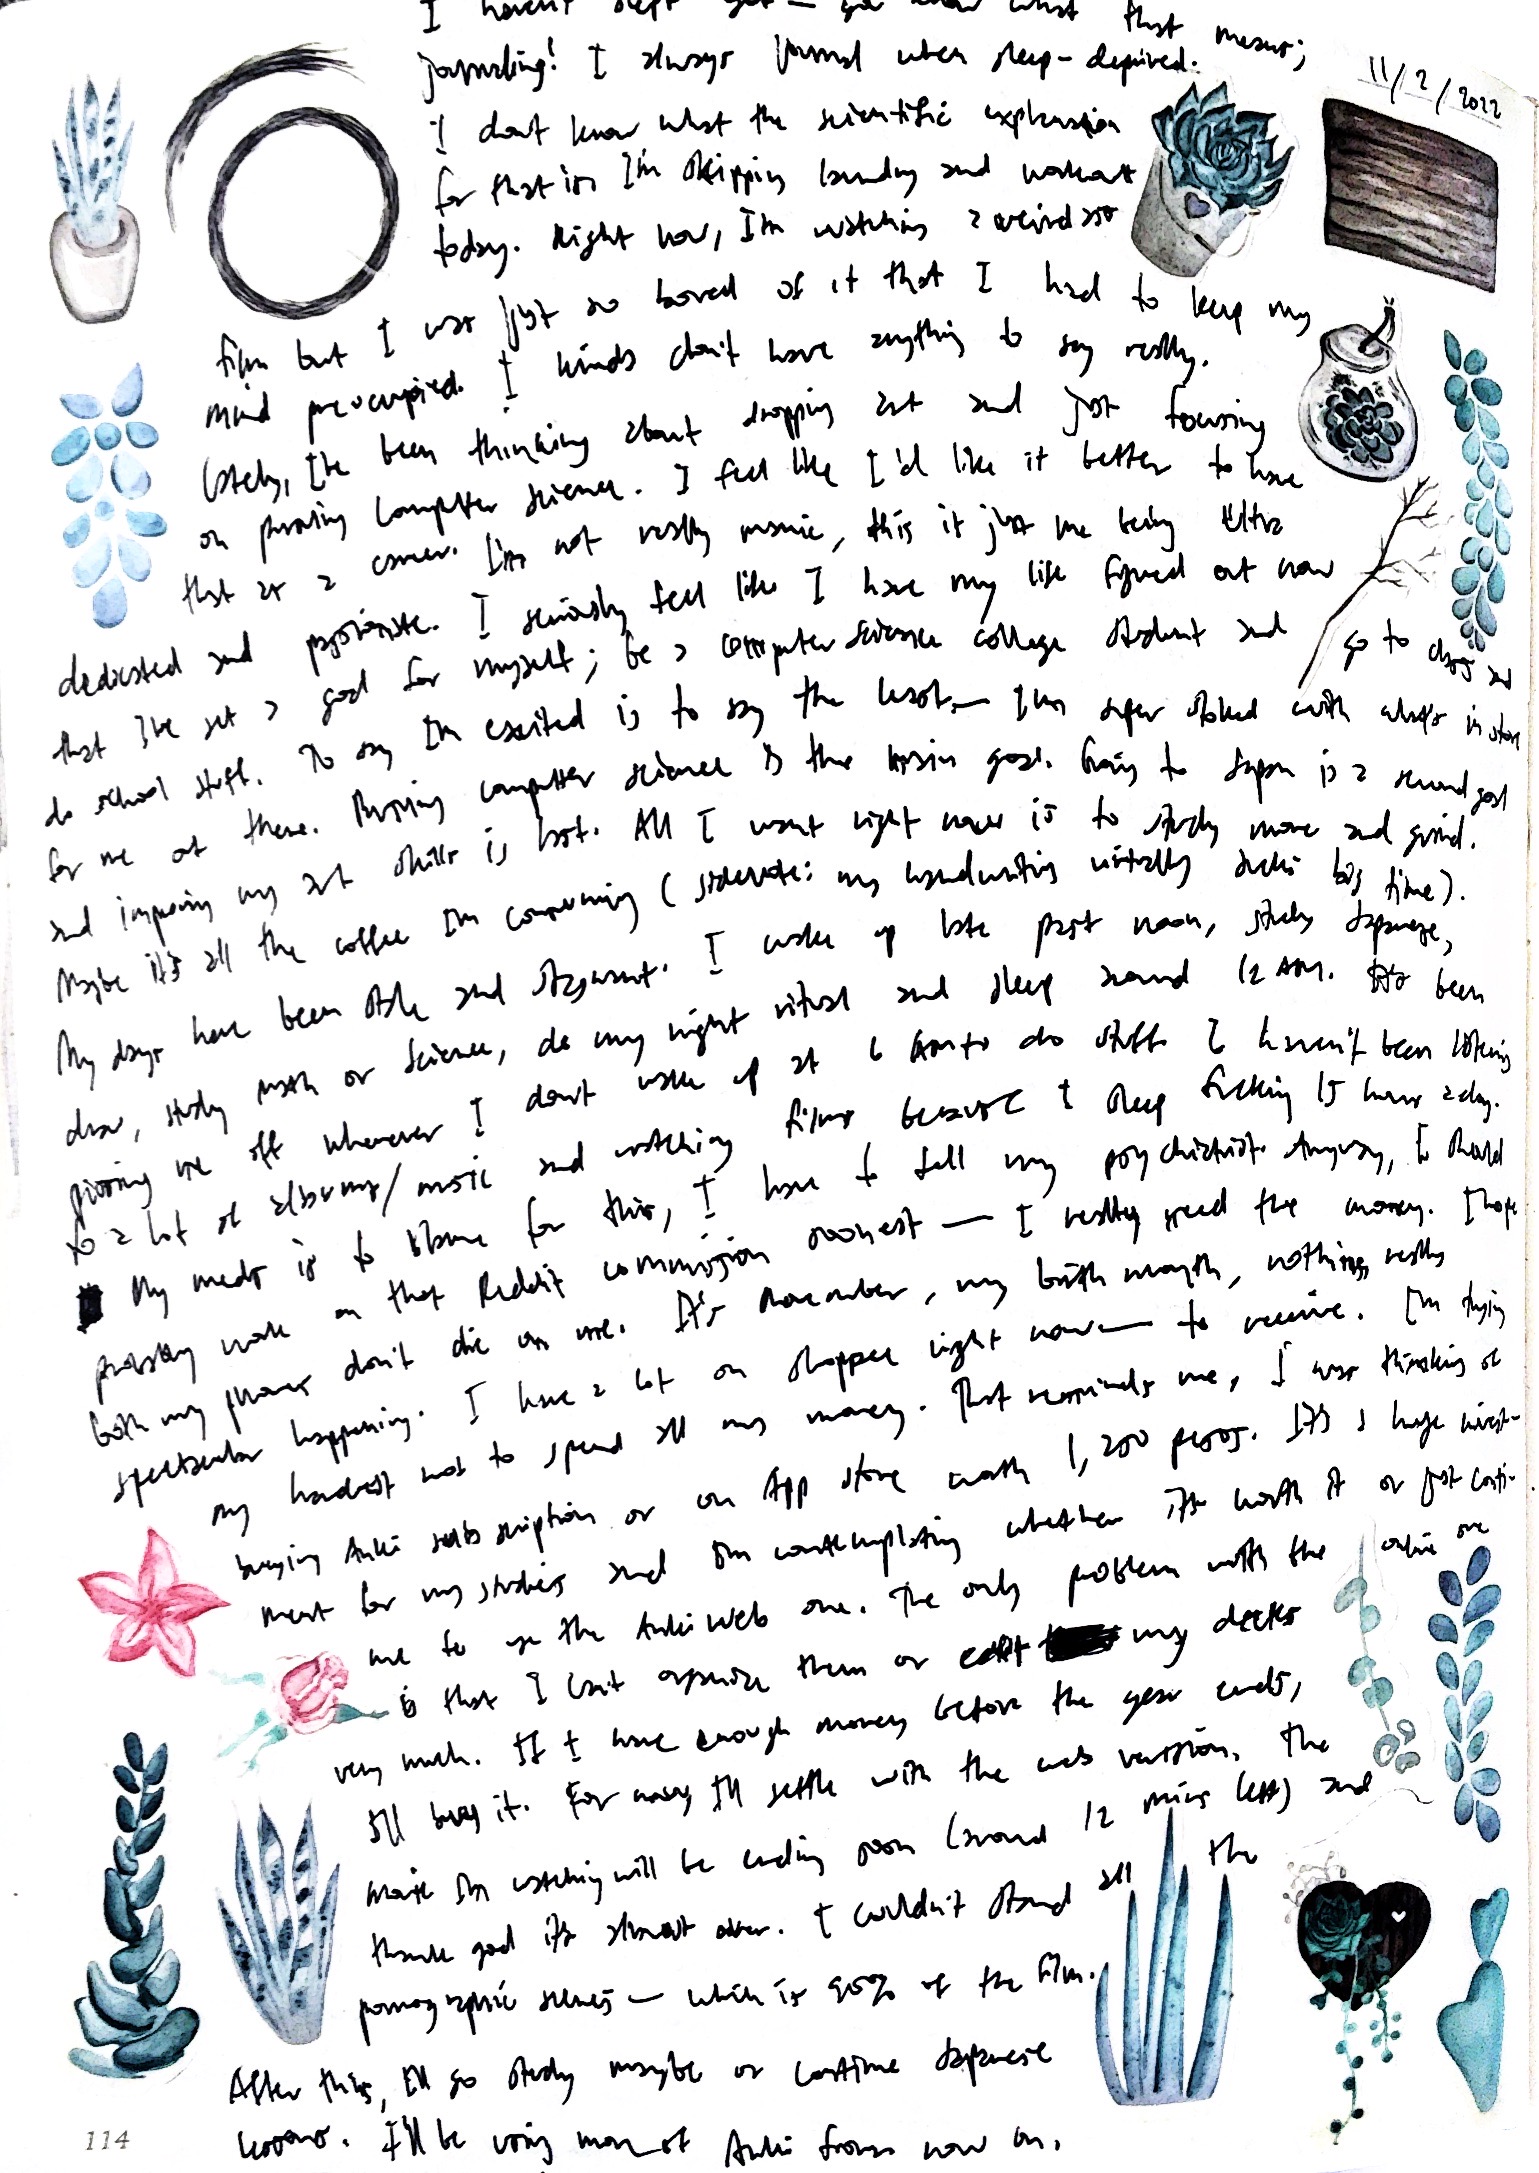 I haven't slept yet — you know what that means;
11/2/2022
journaling! I always journal when sleep-deprived.
I dont know what the scientific explanation
for that is. I'm skipping laundry and workout
today. Right now, I'm watching a weird ass
film but I was just so bored of it that I had to keep my
mind preoccupied. I kinda don't have anything to say really.
Lately, I've been thinking about dropping art and just focusing
on pursuing computer science. I feel like I'd like it better to have
that as a career. I'm not really manic, this is just me being ultra
dedicated and passionate. I seriously feel like I have my life figured out now
that I've set a goal for myself; be a computer science college student and go to class and
do school stuff. To say I'm excited is to say the least — I'm super stoked with what's in store
for me out there. Pursuing computer science is the main goal. Going to Japan is a second goal
and improving my art skills is last. All I want right now is to study more and grind.
Maybe it's all the coffee I'm consuming (sidenote: my handwriting initially sucks big time).
My days have been stale and stagnant. I wake up late past noon, study Japanese,
draw, study math or science, do my night ritual and sleep around 12 AM. It's been
pissing me off whenever I dont wake up at 6 AM to do stuff. I haven't been listening
to a lot of albums/music and watching films because I sleep fucking 15 hours a day.
My meds is to blame for this, I have to tell my psychiatrist. Anyway, I should
probably work on that Reddit commission soonest — I really need the money. I hope
both my phones don't die on me. It's November, my birth month, nothing really
spectacular happening. I have a lot on shopee right now — to receive. I'm trying
my hardest not to spend all my money. That reminds me, I was thinking of
buying Anki subscription or on App store worth 1,250 pesos. It's a huge invest-
ment for my studies and I'm contemplating whether it's worth it or just conti-
nue to use the Anki Web one. The only problem with the online one
is that I can't organize them or edit my decks
very much. If I have enough money before the year ends,
I'll buy it. For now, I'll settle with the web version. The
movie I'm watching will be ending soon (around 12 mins left) and
thank god it's almost over. I couldn't stand all the
pornographic scenes — which is 95% of the film.
After this, I'll go study maybe or continue Japanese
lessons. I'll be using more of Anki from now on.
114